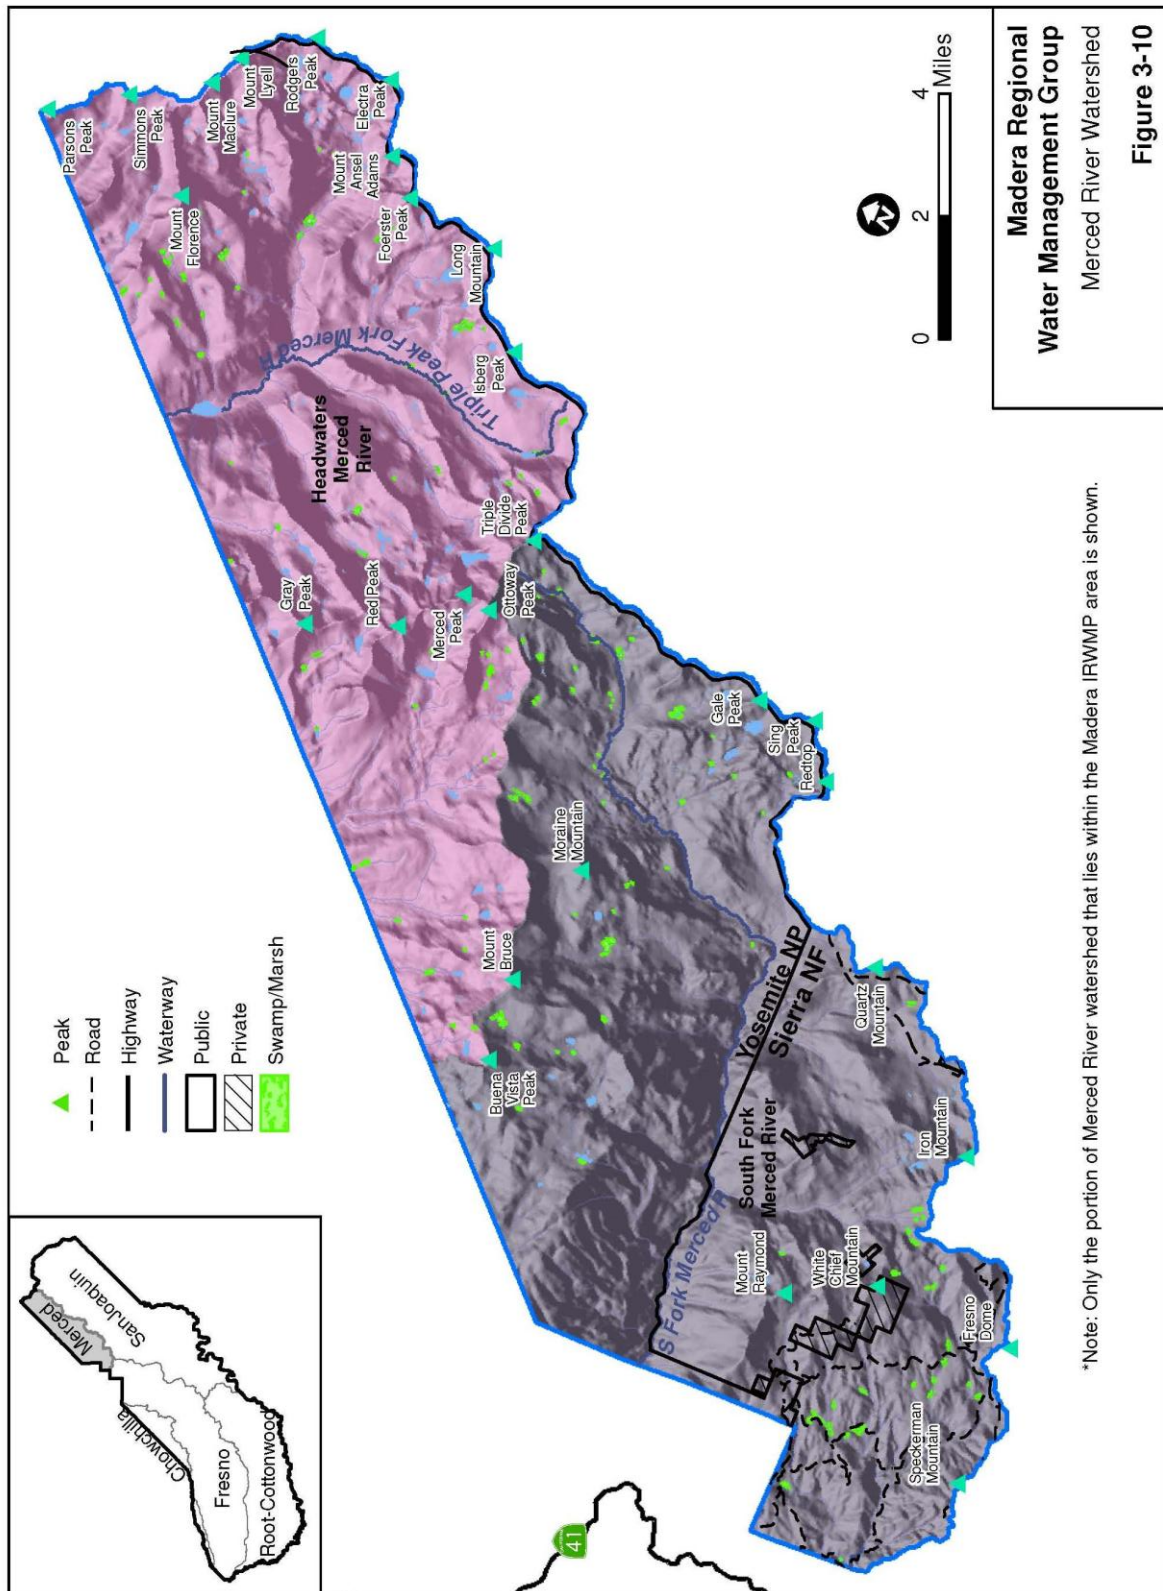 Peak
Road
Highway
Waterway
Public
Private
Swamp/Marsh
Merced
San Joaquin
Chowchilla
Fresno
Root-Cottonwood
41
Parsons
Peak
Simmons
Peak
Mount
Maclure
Mount
Lyell
Rodgers
Peak
Electra
Peak
Mount
Ansel
Adams
Foerster
Peak
Mount
Florence
Long
Mountain
Isberg
Peak
Triple Peak Fork Merced R
Headwaters
Merced
River
Triple
Divide
Peak
Gray
Peak
Red Peak
Merced
Peak
Ottoway
Peak
Gale
Peak
Sing
Peak
Redtop
Moraine
Mountain
Mount
Bruce
Buena
Vista
Peak
Yosemite NP
Sierra NF
Quartz
Mountain
South Fork
Merced River
Iron
Mountain
S Fork Merced R
Mount
Raymond
White
Chief
Mountain
Fresno
Dome
Speckerman
Mountain
N
0 2 4 Miles
*Note: Only the portion of Merced River watershed that lies within the Madera IRWMP area is shown.
Madera Regional
Water Management Group
Merced River Watershed
Figure 3-10